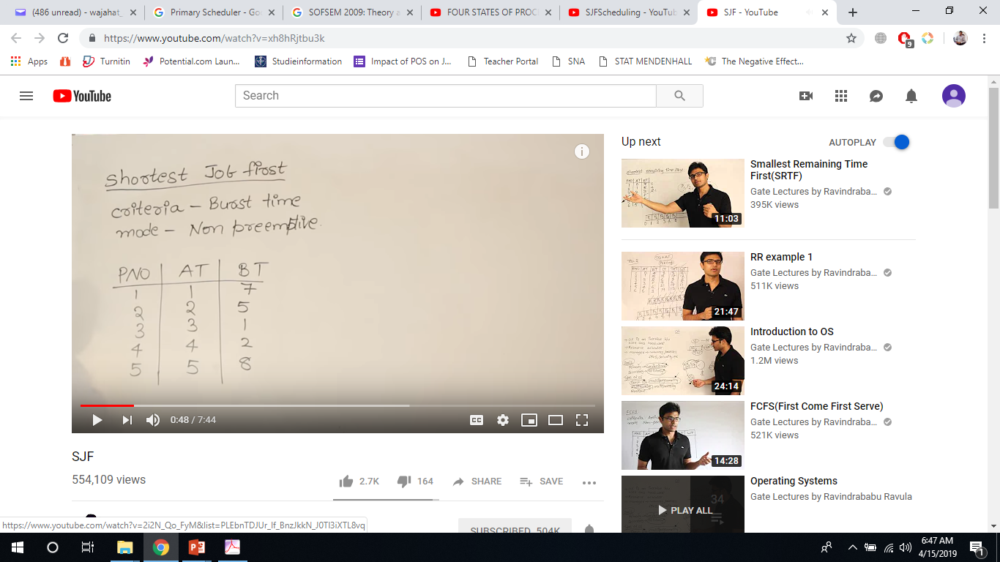 (486 unread) - wajahat_
Primary Scheduler - Goo
SOFSEM 2009: Theory a
FOUR STATES OF PROC
SJFScheduling - YouTub
SJF - YouTube
https://www.youtube.com/watch?v=xh8hRjtbu3k
9
Apps
Turnitin
Potential.com Laun...
Studieinformation
Impact of POS on J...
Teacher Portal
SNA
STAT MENDENHALL
The Negative Effect...
YouTube
Search
Shortest Job first
criteria - Burst time
mode - Non preemptive.
PNO AT BT
1 1 7
2 2 5
3 3 1
4 4 2
5 5 8
0:48 / 7:44
CC
SJF
554,109 views
2.7K
164
SHARE
SAVE
SUBSCRIBED 504K
Up next
AUTOPLAY
Smallest Remaining Time
First(SRTF)
Gate Lectures by Ravindraba...
395K views
11:03
RR example 1
Gate Lectures by Ravindraba...
511K views
21:47
Introduction to OS
Gate Lectures by Ravindraba...
1.2M views
24:14
FCFS(First Come First Serve)
Gate Lectures by Ravindraba...
521K views
14:28
Operating Systems
Gate Lectures by Ravindrababu Ravula
34
PLAY ALL
https://www.youtube.com/watch?v=2i2N_Qo_FyM&list=PLEbnTDJUr_If_BnzJkkN_J0Tl3iXTL8vq
6:47 AM
4/15/2019
1